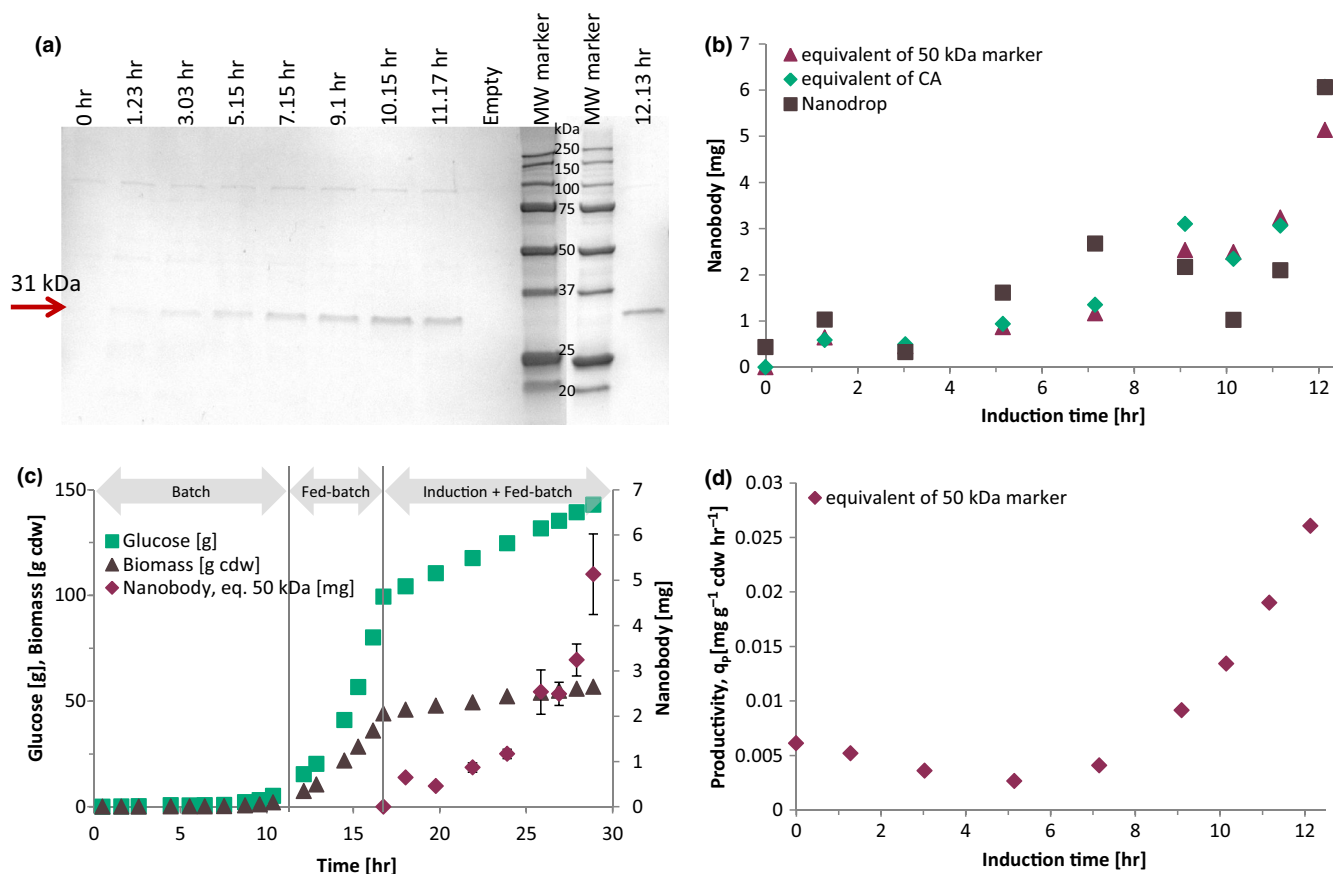 (a)
0 hr
1.23 hr
3.03 hr
5.15 hr
7.15 hr
9.1 hr
10.15 hr
11.17 hr
Empty
MW marker
MW marker
12.13 hr
kDa
250
150
100
75
50
37
25
20
31 kDa
(b)
equivalent of 50 kDa marker
equivalent of CA
Nanodrop
Nanobody [mg]
7
6
5
4
3
2
1
0
0 2 4 6 8 10 12
Induction time [hr]
(c)
Batch
Fed-batch
Induction + Fed-batch
Glucose [g]
Biomass [g cdw]
Nanobody, eq. 50 kDa [mg]
Glucose [g], Biomass [g cdw]
150
100
50
0
7
6
5
4
3
2
1
0
Nanobody [mg]
0 5 10 15 20 25 30
Time [hr]
(d)
equivalent of 50 kDa marker
Productivity, qₚ[mg g⁻¹ cdw hr⁻¹]
0.03
0.025
0.02
0.015
0.01
0.005
0
0 2 4 6 8 10 12
Induction time [hr]